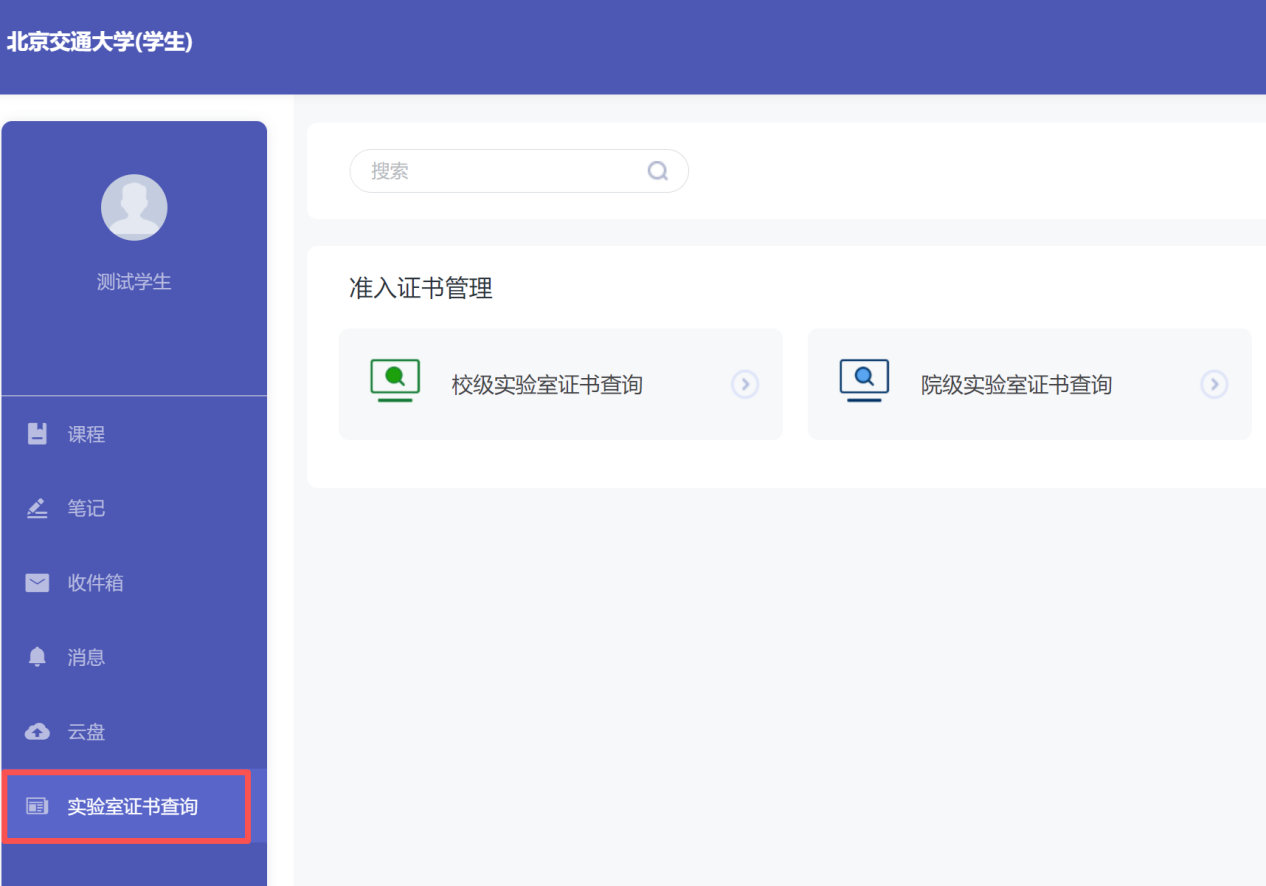 北京交通大学(学生)
测试学生
课程
笔记
收件箱
消息
云盘
实验室证书查询
搜索
准入证书管理
校级实验室证书查询
院级实验室证书查询